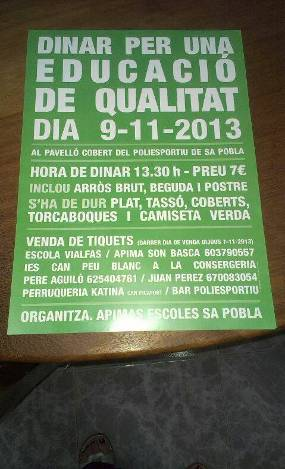 DINAR PER UNA
EDUCACIÓ
DE QUALITAT
DIA 9-11-2013
AL PAVELLÓ COBERT DEL POLIESPORTIU DE SA POBLA
HORA DE DINAR 13.30 h - PREU 7€
INCLOU ARRÒS BRUT, BEGUDA I POSTRE
S'HA DE DUR PLAT, TASSÓ, COBERTS,
TORCABOQUES I CAMISETA VERDA
VENDA DE TIQUETS (DARRER DIA DE VENDA DIJOUS 7-11-2013)
ESCOLA VIALFAS / APIMA SON BASCA 603790557
IES CAN PEU BLANC A LA CONSERGERIA
PERE AGUILÓ 625404761 / JUAN PEREZ 670083054
PERRUQUERIA KATINA / BAR POLIESPORTIU
ORGANITZA. APIMAS ESCOLES SA POBLA